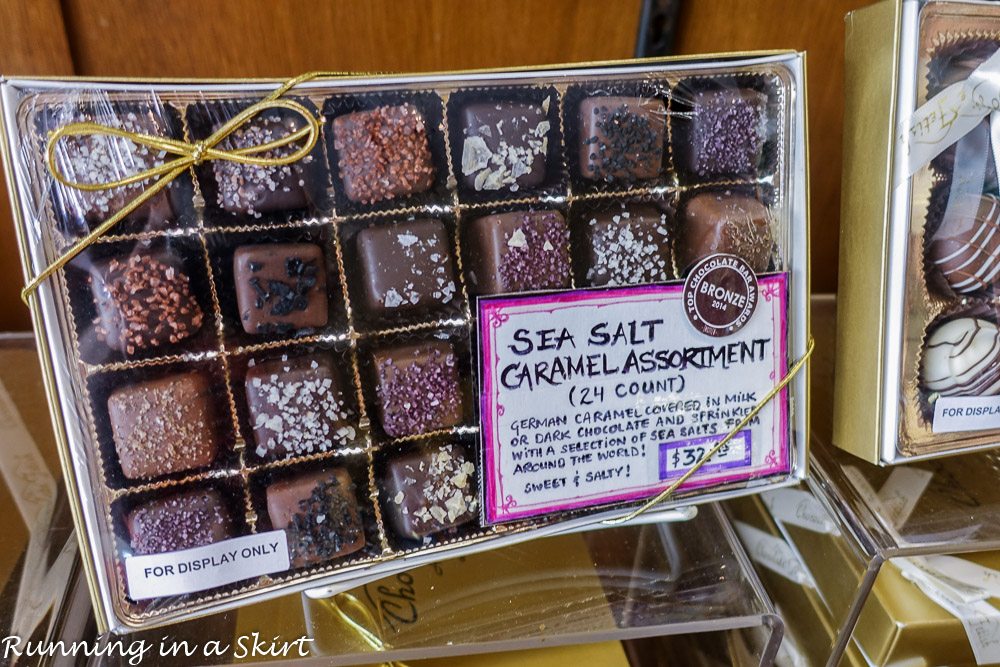 TOP CHOCOLATE BAR AWARDS
BRONZE
2014
SEA SALT
CARAMEL ASSORTMENT
(24 COUNT)
GERMAN CARAMEL COVERED IN MILK
OR DARK CHOCOLATE AND SPRINKLED
WITH A SELECTION OF SEA SALTS FROM
AROUND THE WORLD!
SWEET & SALTY!
FOR DISPLAY ONLY
Fetis
FOR DISPLA
Running in a Skirt